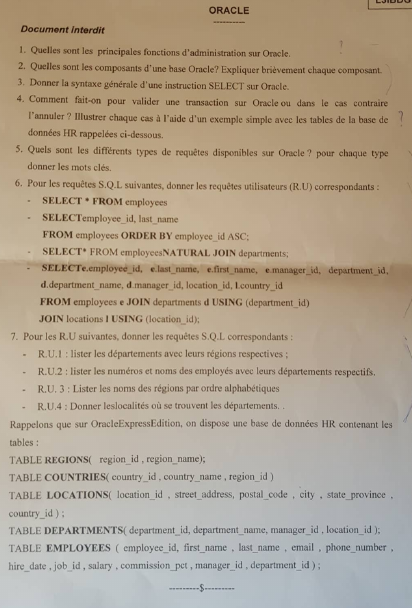 ORACLE
Document interdit
1. Quelles sont les principales fonctions d'administration sur Oracle.
2. Quelles sont les composants d'une base Oracle? Expliquer brièvement chaque composant.
3. Donner la syntaxe générale d'une instruction SELECT sur Oracle.
4. Comment fait-on pour valider une transaction sur Oracle ou dans le cas contraire
l'annuler ? Illustrer chaque cas à l'aide d'un exemple simple avec les tables de la base de
données HR rappelées ci-dessous.
5. Quels sont les différents types de requêtes disponibles sur Oracle ? pour chaque type
donner les mots clés.
6. Pour les requêtes S.Q.L suivantes, donner les requêtes utilisateurs (R.U) correspondants :
- SELECT * FROM employees
- SELECTemployee_id, last_name
FROM employees ORDER BY employee_id ASC;
- SELECT* FROM employeesNATURAL JOIN departments;
- SELECTe.employee_id, e.last_name, e.first_name, e.manager_id, department_id,
d.department_name, d.manager_id, location_id, l.country_id
FROM employees e JOIN departments d USING (department_id)
JOIN locations l USING (location_id);
7. Pour les R.U suivantes, donner les requêtes S.Q.L correspondants :
- R.U.1 : lister les départements avec leurs régions respectives ;
- R.U.2 : lister les numéros et noms des employés avec leurs départements respectifs.
- R.U. 3 : Lister les noms des régions par ordre alphabétiques
- R.U.4 : Donner leslocalités où se trouvent les départements. .
Rappelons que sur OracleExpressEdition, on dispose une base de données HR contenant les
tables :
TABLE REGIONS( region_id , region_name);
TABLE COUNTRIES( country_id , country_name , region_id )
TABLE LOCATIONS( location_id , street_address, postal_code , city , state_province ,
country_id ) ;
TABLE DEPARTMENTS( department_id, department_name, manager_id , location_id );
TABLE EMPLOYEES ( employee_id, first_name , last_name , email , phone_number ,
hire_date , job_id , salary , commission_pct , manager_id , department_id ) ;
---------$---------